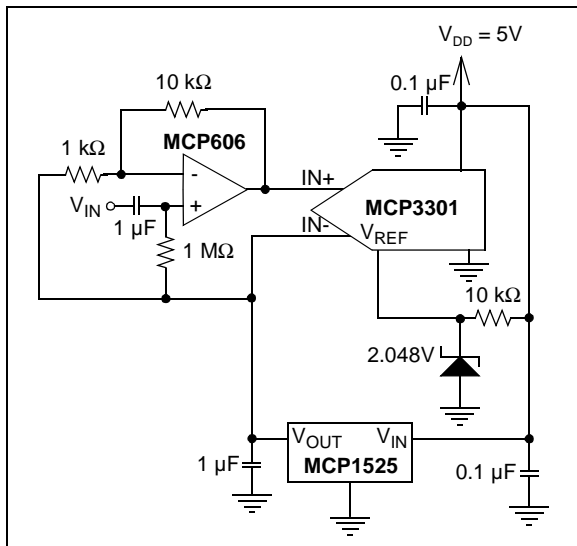 V_DD = 5V
0.1 µF
10 kΩ
MCP606
1 kΩ
-
+
V_IN
1 µF
1 MΩ
IN+
IN-
MCP3301
V_REF
10 kΩ
2.048V
V_OUT
V_IN
MCP1525
1 µF
0.1 µF